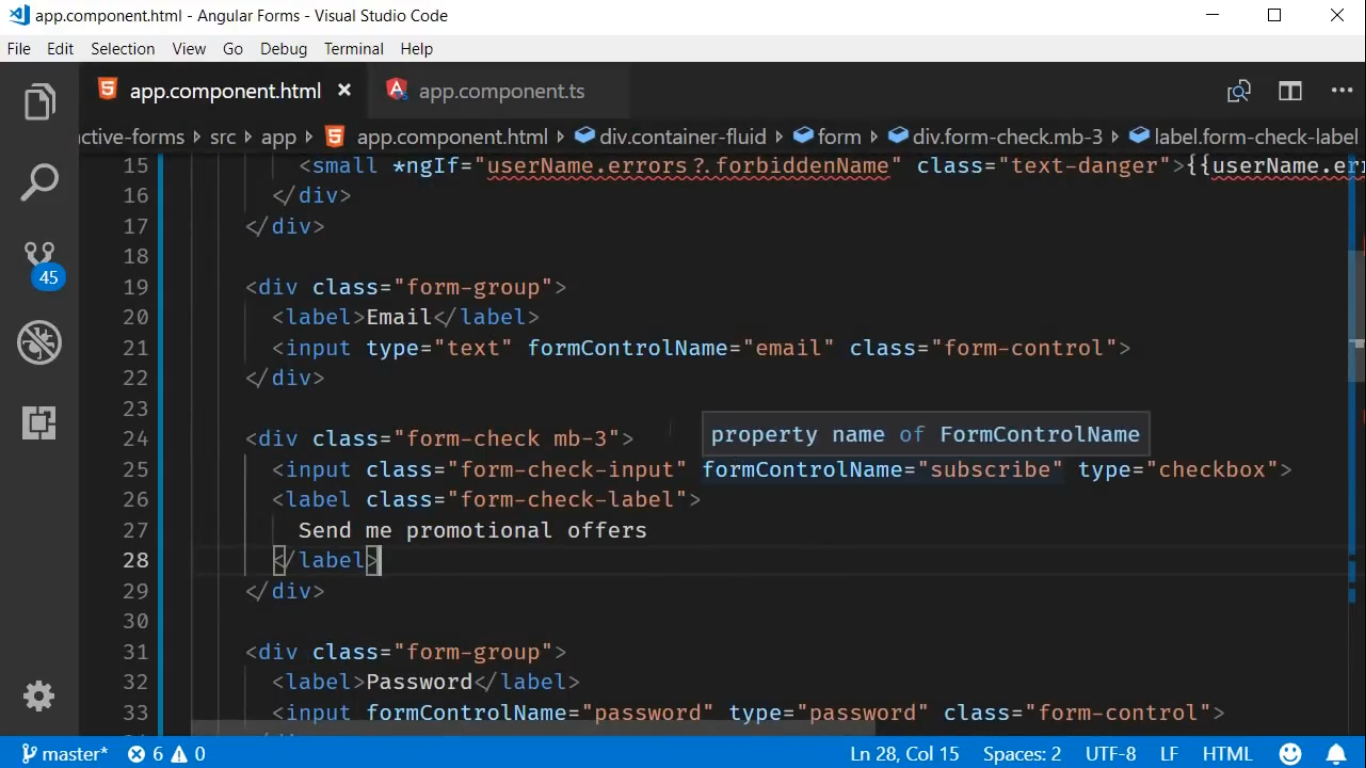 app.component.html - Angular Forms - Visual Studio Code
File Edit Selection View Go Debug Terminal Help
app.component.html app.component.ts
ctive-forms src app app.component.html div.container-fluid form div.form-check.mb-3 label.form-check-label
15 <small *ngIf="userName.errors?.forbiddenName" class="text-danger">{{userName.err
16 </div>
17 </div>
18
19 <div class="form-group">
20 <label>Email</label>
21 <input type="text" formControlName="email" class="form-control">
22 </div>
23
property name of FormControlName
24 <div class="form-check mb-3">
25 <input class="form-check-input" formControlName="subscribe" type="checkbox">
26 <label class="form-check-label">
27 Send me promotional offers
28 </label>
29 </div>
30
31 <div class="form-group">
32 <label>Password</label>
33 <input formControlName="password" type="password" class="form-control">
45
master* 6 0 Ln 28, Col 15 Spaces: 2 UTF-8 LF HTML